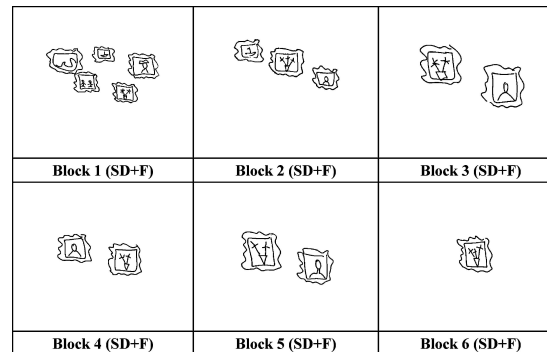 Block 1 (SD+F)
Block 2 (SD+F)
Block 3 (SD+F)
Block 4 (SD+F)
Block 5 (SD+F)
Block 6 (SD+F)